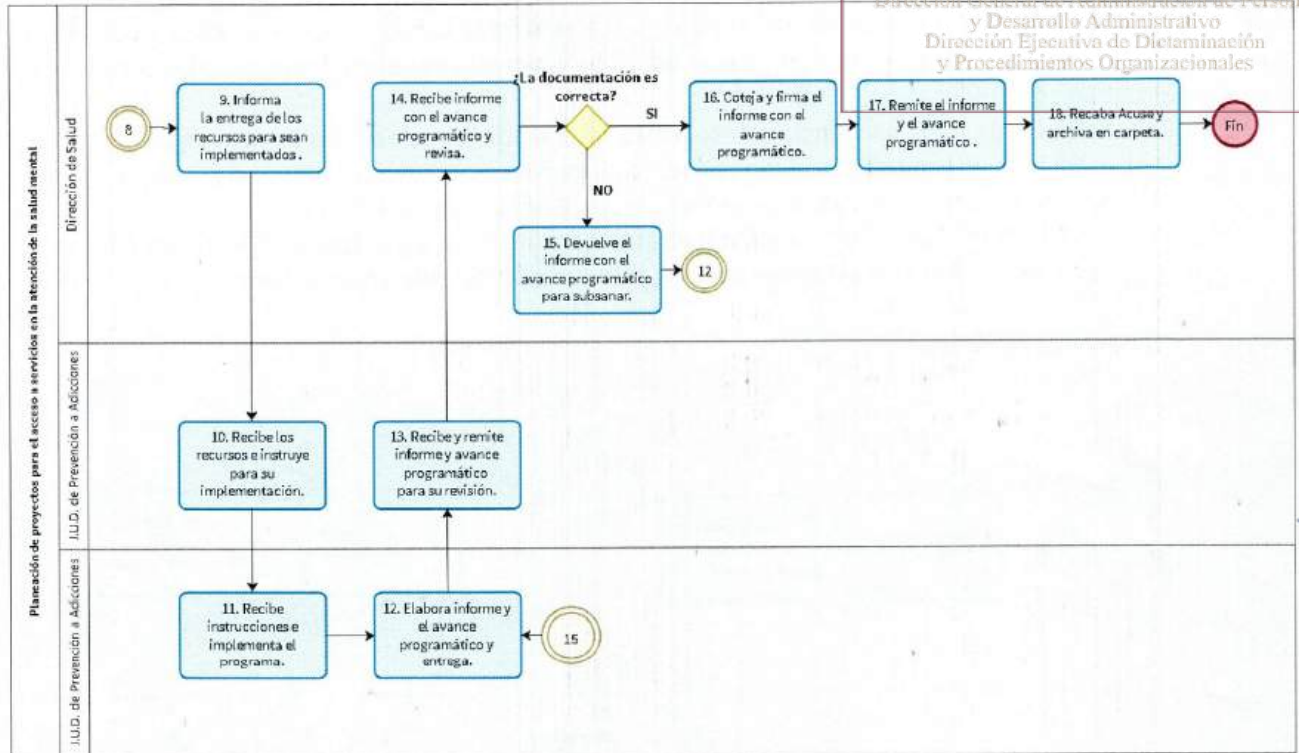 Dirección General de Administración de Person
y Desarrollo Administrativo
Dirección Ejecutiva de Dictaminación
y Procedimientos Organizacionales
Planeación de proyectos para el acceso a servicios en la atención de la salud mental
Dirección de Salud
8
9. Informa
la entrega de los
recursos para sean
implementados .
14. Recibe informe
con el avance
programático y
revisa.
¿La documentación es
correcta?
SI
NO
16. Coteja y firma el
informe con el
avance
programático.
17. Remite el informe
y el avance
programático .
18. Recaba Acuse y
archiva en carpeta.
Fin
15. Devuelve el
informe con el
avance programático
para subsanar.
12
J.U.D. de Prevención a Adicciones
10. Recibe los
recursos e instruye
para su
implementación.
13. Recibe y remite
informe y avance
programático
para su revisión.
J.U.D. de Prevención a Adicciones
11. Recibe
instrucciones e
implementa el
programa.
12. Elabora informe y
el avance
programático y
entrega.
15